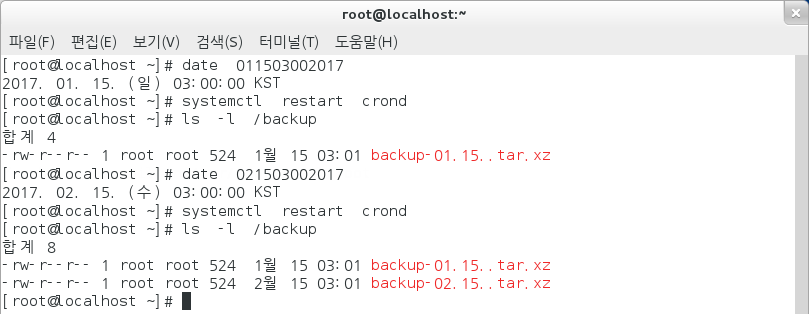 root@localhost:~
파일(F) 편집(E) 보기(V) 검색(S) 터미널(T) 도움말(H)
[root@localhost ~]# date 011503002017
2017. 01. 15. (일) 03:00:00 KST
[root@localhost ~]# systemctl restart crond
[root@localhost ~]# ls -l /backup
합계 4
-rw-r--r-- 1 root root 524 1월 15 03:01 backup-01.15..tar.xz
[root@localhost ~]# date 021503002017
2017. 02. 15. (수) 03:00:00 KST
[root@localhost ~]# systemctl restart crond
[root@localhost ~]# ls -l /backup
합계 8
-rw-r--r-- 1 root root 524 1월 15 03:01 backup-01.15..tar.xz
-rw-r--r-- 1 root root 524 2월 15 03:01 backup-02.15..tar.xz
[root@localhost ~]#